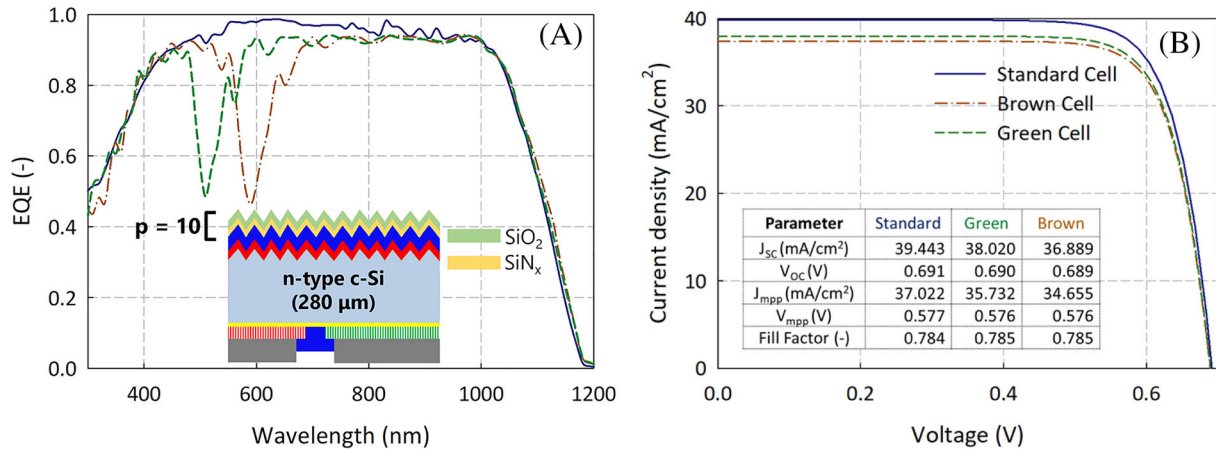 (A)
EQE (-)
1.0
0.8
0.6
0.4
0.2
0.0
400
600
800
1000
1200
Wavelength (nm)
p = 10
SiO2
SiNx
n-type c-Si
(280 μm)
(B)
Current density (mA/cm2)
40
30
20
10
0
0.0
0.2
0.4
0.6
Voltage (V)
Standard Cell
Brown Cell
Green Cell
Parameter Standard Green Brown
JSC (mA/cm2) 39.443 38.020 36.889
VOC (V) 0.691 0.690 0.689
Jmpp (mA/cm2) 37.022 35.732 34.655
Vmpp (V) 0.577 0.576 0.576
Fill Factor (-) 0.784 0.785 0.785